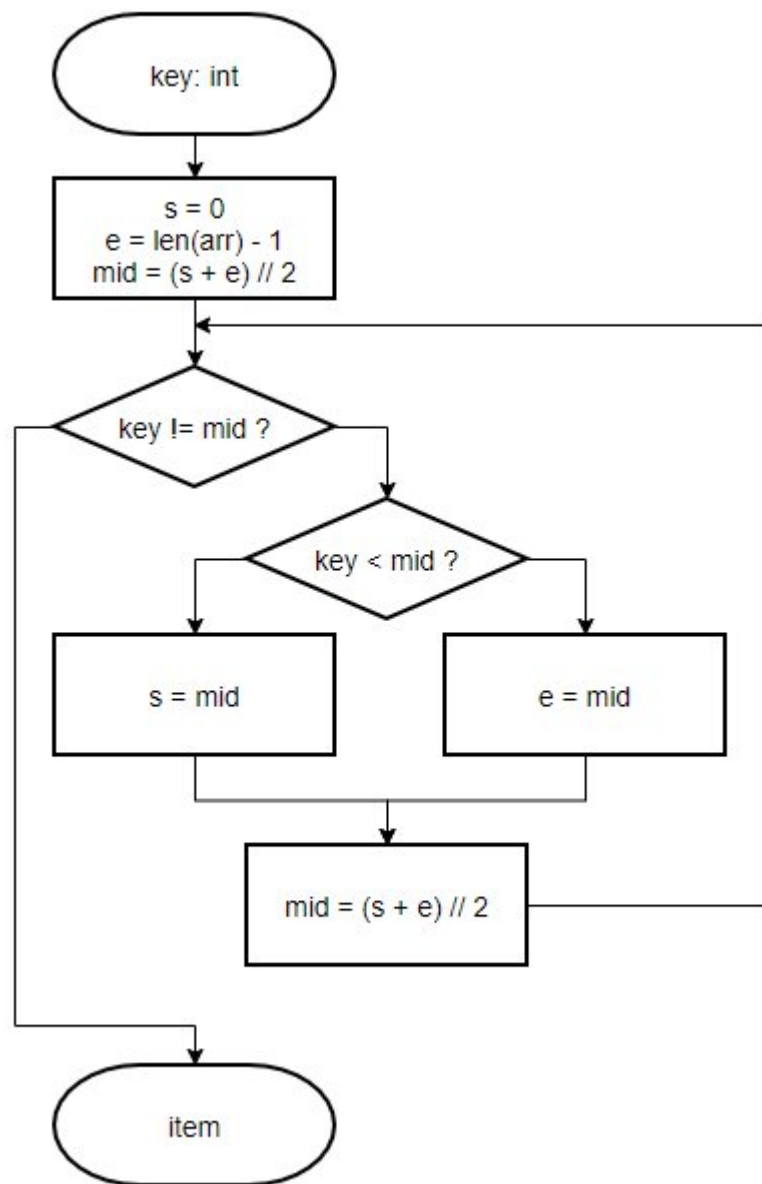 key: int
s = 0
e = len(arr) - 1
mid = (s + e) // 2
key != mid ?
key < mid ?
s = mid
e = mid
mid = (s + e) // 2
item